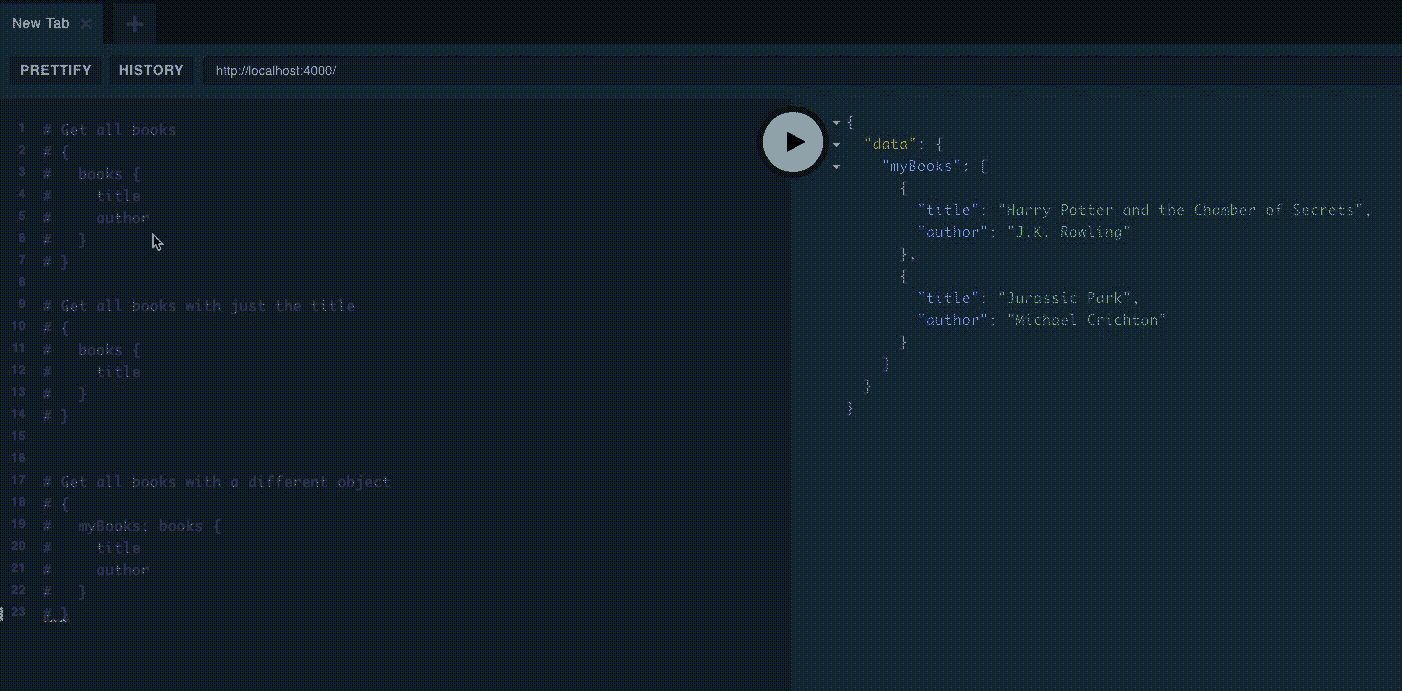 New Tab
PRETTIFY HISTORY http://localhost:4000/
1 # Get all books
2 # {
3 #   books {
4 #     title
5 #     author
6 #   }
7 # }
8
9 # Get all books with just the title
10 # {
11 #   books {
12 #     title
13 #   }
14 # }
15
16
17 # Get all books with a different object
18 # {
19 #   myBooks: books {
20 #     title
21 #     author
22 #   }
23 # }
{
  "data": {
    "myBooks": [
      {
        "title": "Harry Potter and the Chamber of Secrets",
        "author": "J.K. Rowling"
      },
      {
        "title": "Jurassic Park",
        "author": "Michael Crichton"
      }
    ]
  }
}